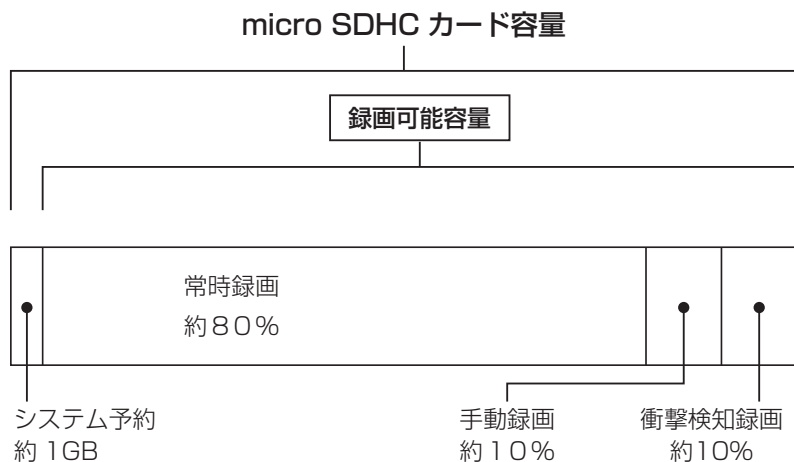 micro SDHC カード容量
録画可能容量
常時録画
約８０％
システム予約
約 1GB
手動録画
約１０％
衝撃検知録画
約10%